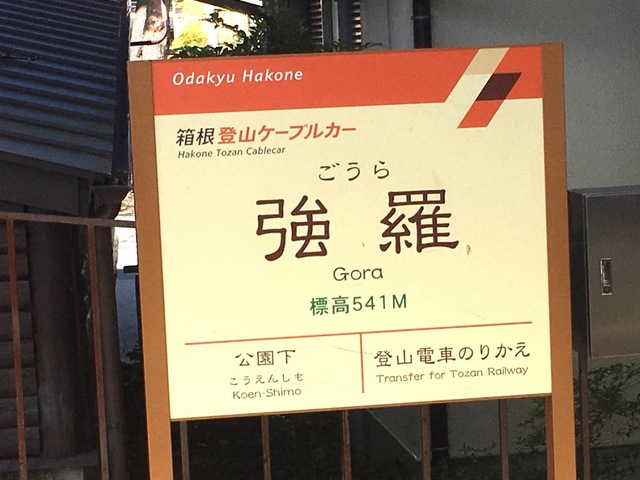 Odakyu Hakone
箱根登山ケーブルカー
Hakone Tozan Cablecar
ごうら
強 羅
Gora
標高541M
公園下
こうえんしも
Koen-Shimo
登山電車のりかえ
Transfer for Tozan Railway